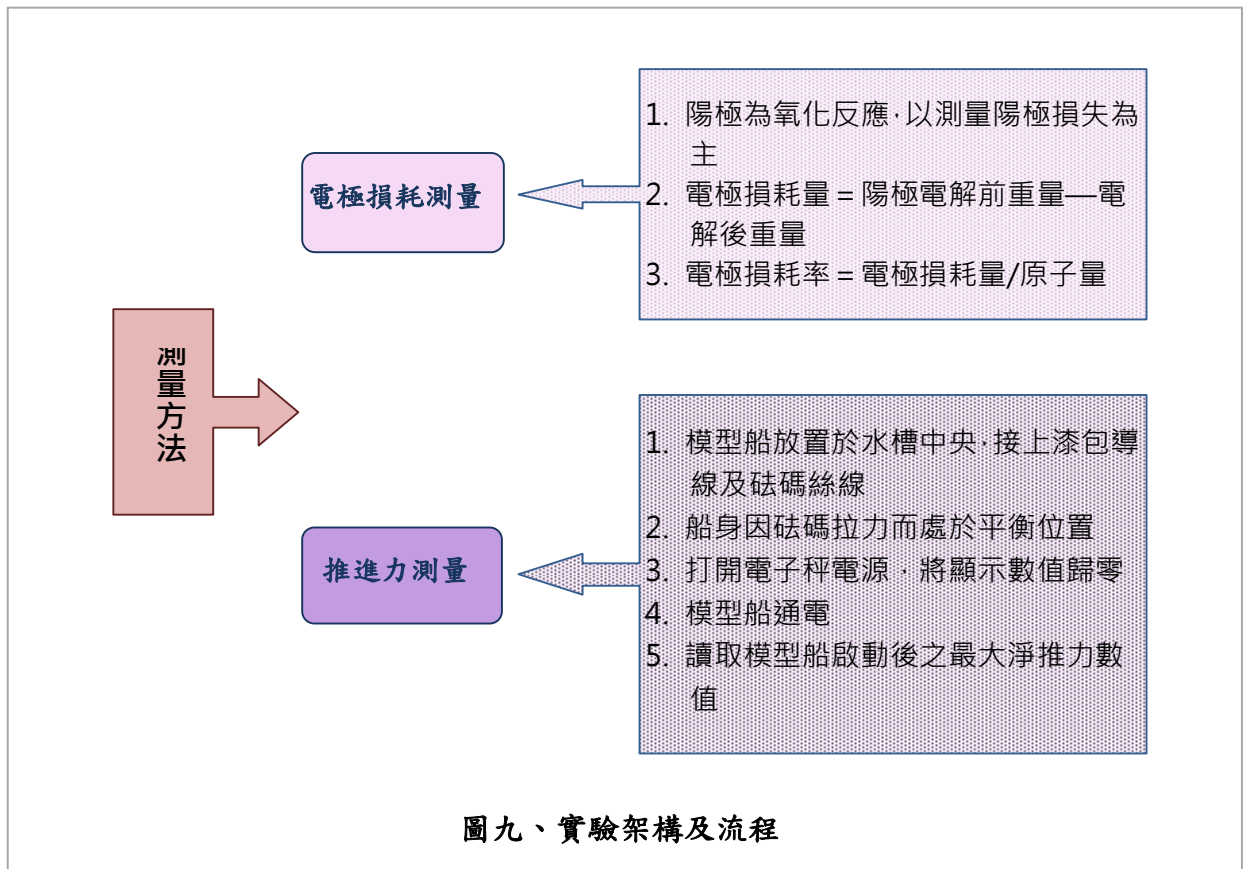 測量方法
電極損耗測量
1. 陽極為氧化反應，以測量陽極損失為
主
2. 電極損耗量 = 陽極電解前重量—電
解後重量
3. 電極損耗率 = 電極損耗量/原子量
推進力測量
1. 模型船放置於水槽中央，接上漆包導
線及砝碼絲線
2. 船身因砝碼拉力而處於平衡位置
3. 打開電子秤電源，將顯示數值歸零
4. 模型船通電
5. 讀取模型船啟動後之最大淨推力數
值
圖九、實驗架構及流程